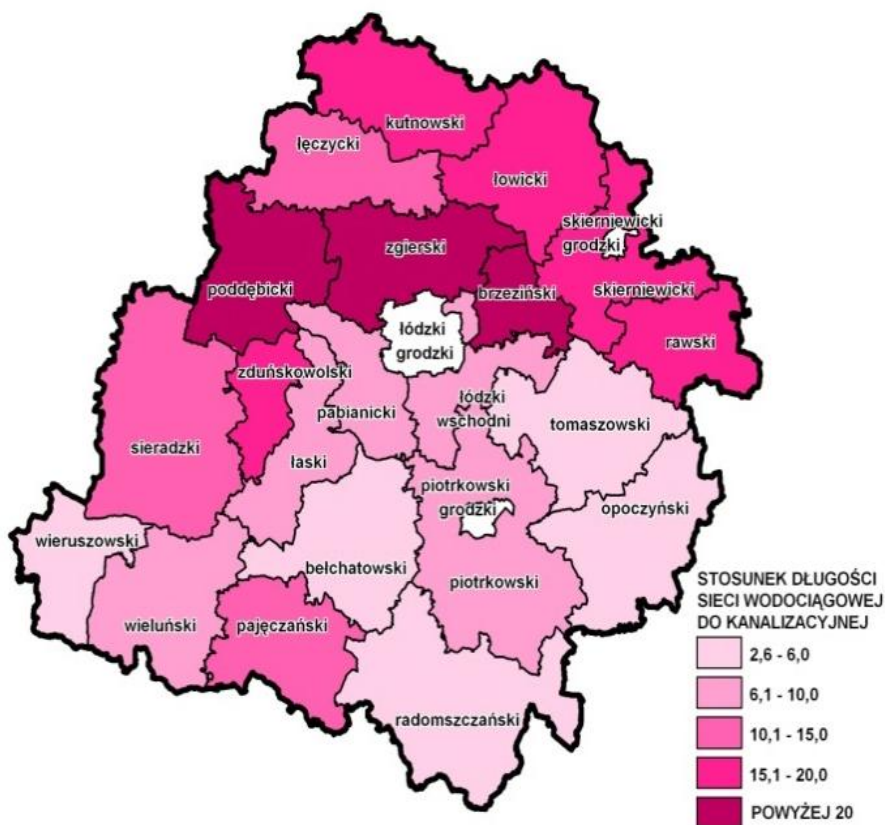 kutnowski
łęczycki
łowicki
skierniewicki
grodzki
zgierski
poddębicki
brzeziński
skierniewicki
łódzki
grodzki
rawski
zduńskowolski
łódzki
wschodni
pabianicki
tomaszowski
sieradzki
łaski
piotrkowski
grodzki
opoczyński
wieruszowski
bełchatowski
piotrkowski
wieluński
pajęczański
radomszczański
STOSUNEK DŁUGOŚCI
SIECI WODOCIĄGOWEJ
DO KANALIZACYJNEJ
2,6 - 6,0
6,1 - 10,0
10,1 - 15,0
15,1 - 20,0
POWYŻEJ 20